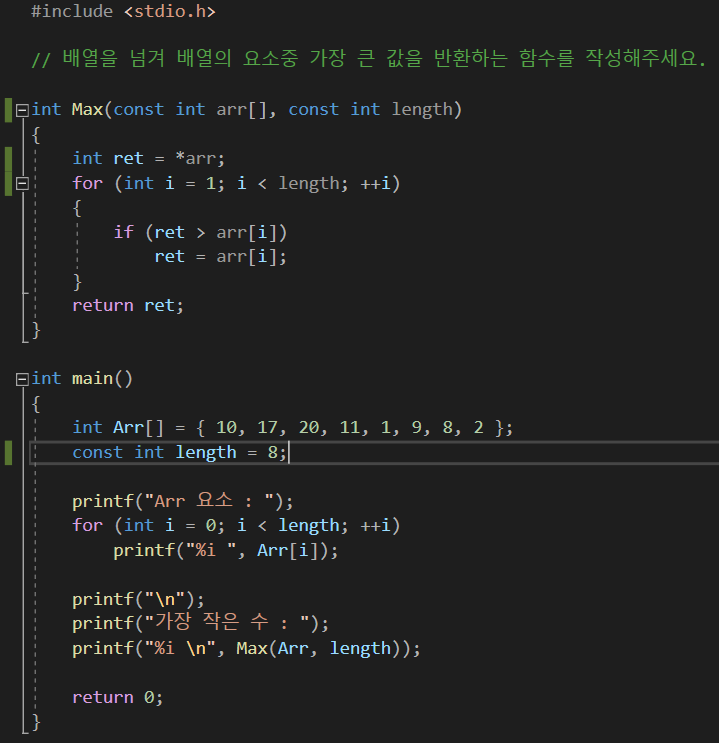 #include <stdio.h>
// 배열을 넘겨 배열의 요소중 가장 큰 값을 반환하는 함수를 작성해주세요.
int Max(const int arr[], const int length)
{
int ret = *arr;
for (int i = 1; i < length; ++i)
{
if (ret > arr[i])
ret = arr[i];
}
return ret;
}
int main()
{
int Arr[] = { 10, 17, 20, 11, 1, 9, 8, 2 };
const int length = 8;
printf("Arr 요소 : ");
for (int i = 0; i < length; ++i)
printf("%i ", Arr[i]);
printf("\n");
printf("가장 작은 수 : ");
printf("%i \n", Max(Arr, length));
return 0;
}